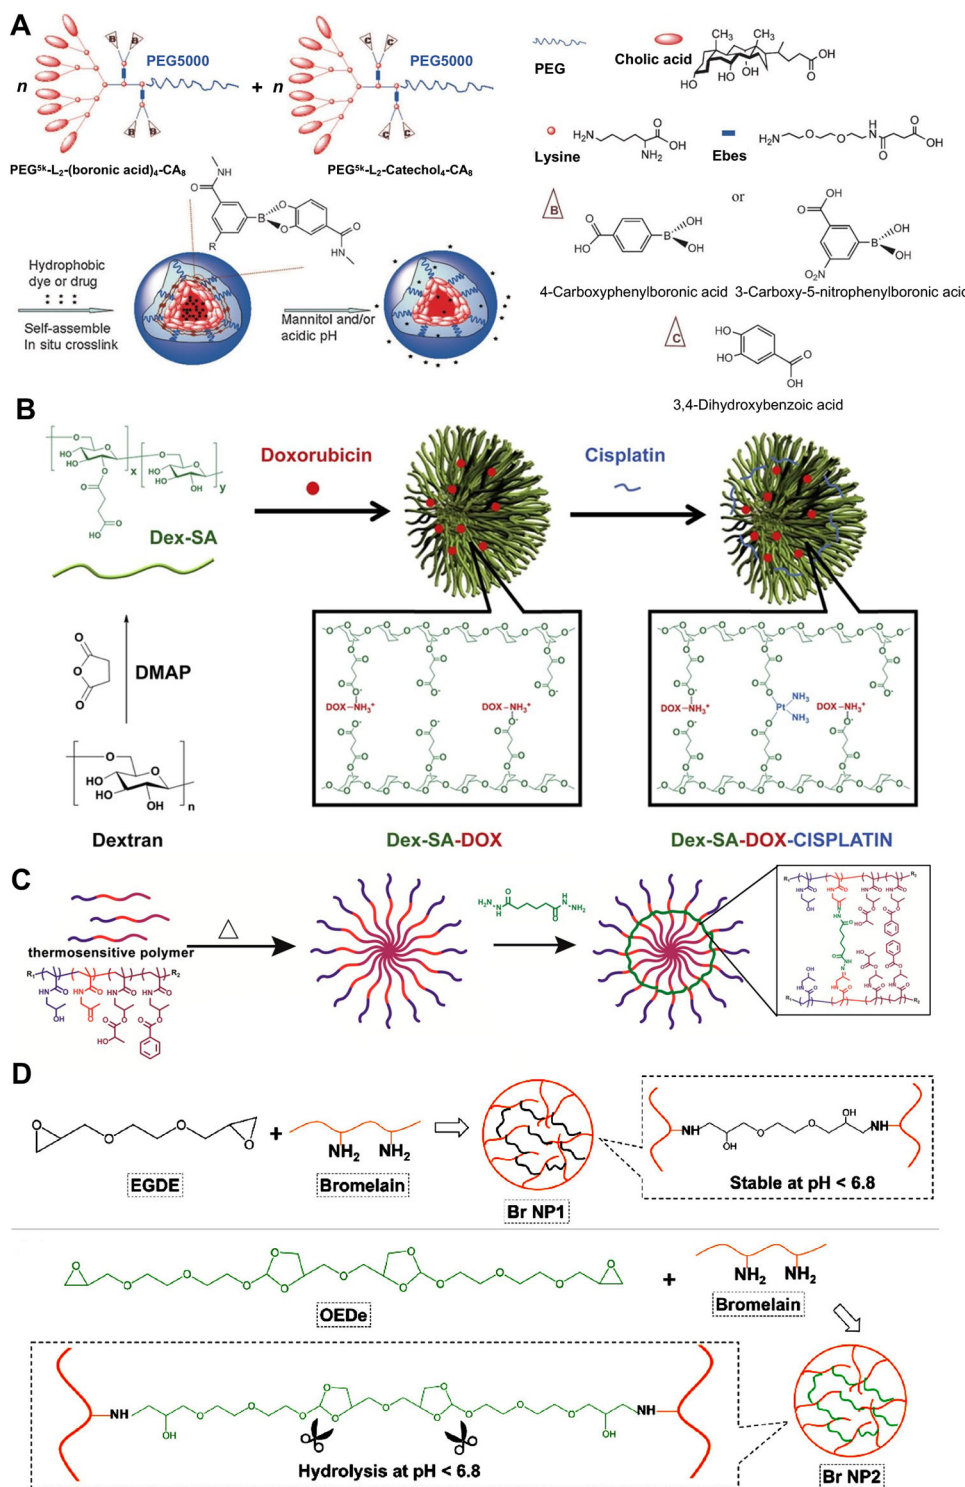 A
PEG5000
PEG5000
n
+
n
PEG⁵ᵏ-L₂-(boronic acid)₄-CA₈
PEG⁵ᵏ-L₂-Catechol₄-CA₈
PEG
Cholic acid
Lysine
Ebes
B
or
4-Carboxyphenylboronic acid
3-Carboxy-5-nitrophenylboronic acid
C
3,4-Dihydroxybenzoic acid
Hydrophobic
dye or drug
Self-assemble
In situ crosslink
Mannitol and/or
acidic pH
B
Dex-SA
Doxorubicin
Cisplatin
DMAP
Dextran
Dex-SA-DOX
Dex-SA-DOX-CISPLATIN
C
thermosensitive polymer
D
EGDE
+
Bromelain
Br NP1
Stable at pH < 6.8
OEDe
+
Bromelain
Hydrolysis at pH < 6.8
Br NP2